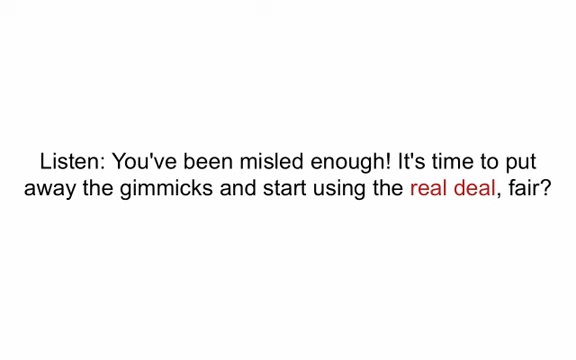 Listen: You've been misled enough! It's time to put
away the gimmicks and start using the real deal, fair?